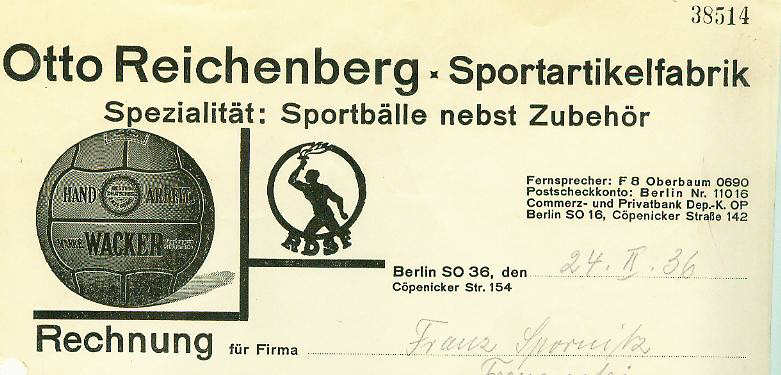 38514
Otto Reichenberg · Sportartikelfabrik
Spezialität: Sportbälle nebst Zubehör
HAND ARBEIT
WACKER
RDSF
Fernsprecher: F 8 Oberbaum 0690
Postscheckkonto: Berlin Nr. 11016
Commerz- und Privatbank Dep.-K. OP
Berlin SO 16, Cöpenicker Straße 142
Berlin SO 36, den 24. II. 36
Cöpenicker Str. 154
Rechnung für Firma Franz Spornitz